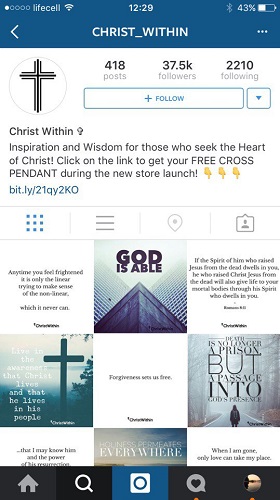 lifecell
12:29
43%
CHRIST_WITHIN
418
37.5k
2210
posts
followers
following
+ FOLLOW
Christ Within ✞
Inspiration and Wisdom for those who seek the Heart
of Christ! Click on the link to get your FREE CROSS
PENDANT during the new store launch! 👇👇👇
bit.ly/21qy2KO
Anytime you feel frightened
it is only the linear
trying to make sense
of the non-linear,
which it never can.
ChristWithin
GOD
IS ABLE
If the Spirit of him who raised
Jesus from the dead dwells in you,
he who raised Christ Jesus from
the dead will also give life to your
mortal bodies through his Spirit
who dwells in you.
Romans 8:11
ChristWithin
Live in
the
awareness
that Christ
lives
and that
he lives
in his
people
ChristWithin
Forgiveness sets us free.
ChristWithin
DEATH
IS NO LONGER
A PRISON,
BUT
A PASSAGE
INTO
GOD'S PRESENCE
ChristWithin
...that I may know him
and the power
of his resurrection.
HOLINESS PERMEATES
EVERYWHERE
When I am gone,
only love can take my place.